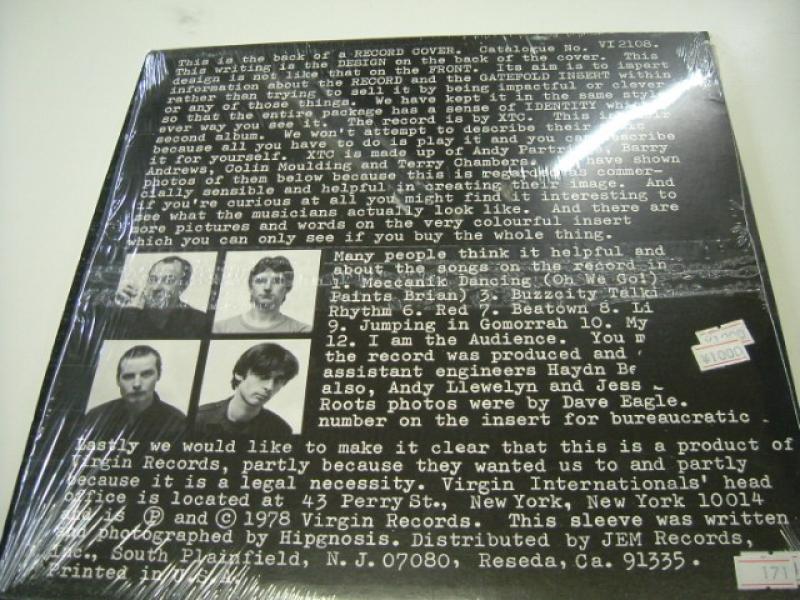 This is the back of a RECORD COVER. Catalogue No. VI 2108.
This writing is the DESIGN on the back of the cover. This
design is not like that on the FRONT. Its aim is to impart
information about the RECORD and the GATEFOLD INSERT within
rather than trying to sell it by being impactful or clever
or any of those things. We have kept it in the same style
so that the entire package has a sense of IDENTITY
ever way you see it. The record is by XTC. This is
second album. We won't attempt to describe their
because all you have to do is play it and you can
it for yourself. XTC is made up of Andy Barry
Andrews, Colin Moulding and Terry Chambers. have shown
photos of them below because this is regarded as commer-
cially sensible and helpful in creating their image. And
if you're curious at all you might find it interesting to
see what the musicians actually look like. And there are
more pictures and words on the very colourful insert
which you can only see if you buy the whole thing.
Many people think it helpful and
about the songs on the record in
Meccanik Dancing (Oh We Go!)
Paints Brian) 3. Buzzcity Talki
Rhythm 6. Red 7. Beatown 8. Li
9. Jumping in Gomorrah 10. My
12. I am the Audience. You m
the record was produced and
assistant engineers Haydn Be
also, Andy Llewelyn and Jess
Roots photos were by Dave Eagle.
number on the insert for bureaucratic
Lastly we would like to make it clear that this is a product of
Virgin Records, partly because they wanted us to and partly
because it is a legal necessity. Virgin Internationals' head
office is located at 43 Perry St., New York, New York 10014
is Ⓟ and © 1978 Virgin Records. This sleeve was written
and photographed by Hipgnosis. Distributed by JEM Records,
Inc., South Plainfield, N.J. 07080, Reseda, Ca. 91335.
Printed in U.S.A.
¥1000
171